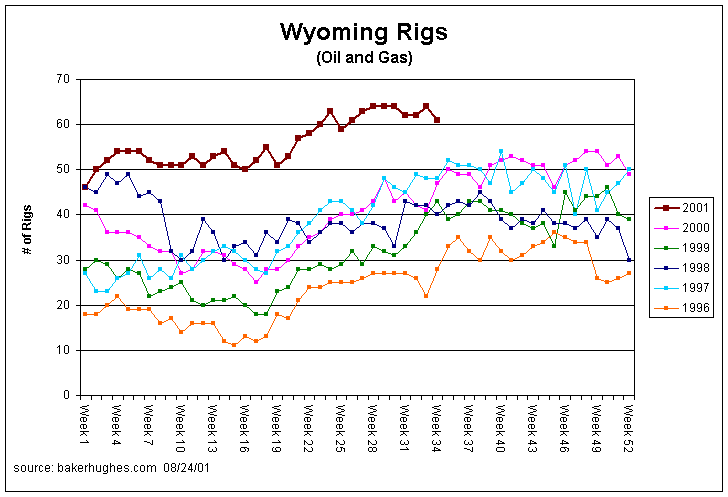 Wyoming Rigs
(Oil and Gas)
# of Rigs
70
60
50
40
30
20
10
0
Week 1
Week 4
Week 7
Week 10
Week 13
Week 16
Week 19
Week 22
Week 25
Week 28
Week 31
Week 34
Week 37
Week 40
Week 43
Week 46
Week 49
Week 52
2001
2000
1999
1998
1997
1996
source: bakerhughes.com 08/24/01